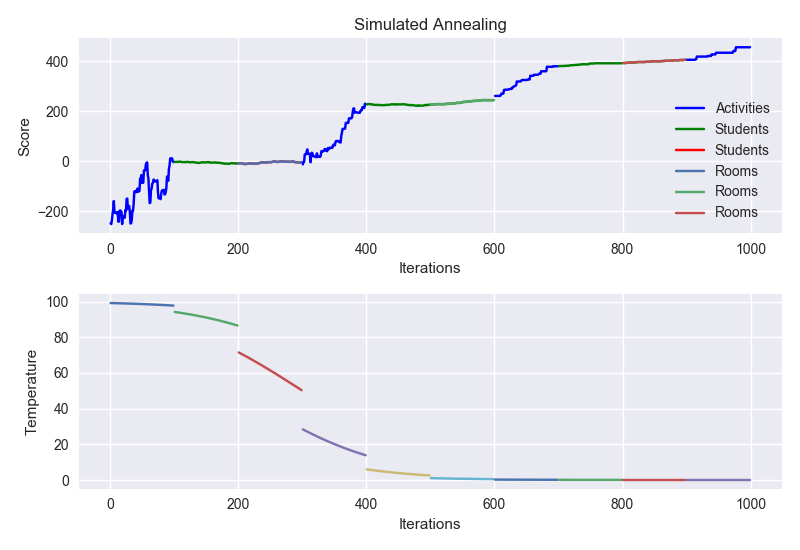 Simulated Annealing
Score
400
200
0
−200
Activities
Students
Students
Rooms
Rooms
Rooms
0 200 400 600 800 1000
Iterations
Temperature
100
80
60
40
20
0
0 200 400 600 800 1000
Iterations